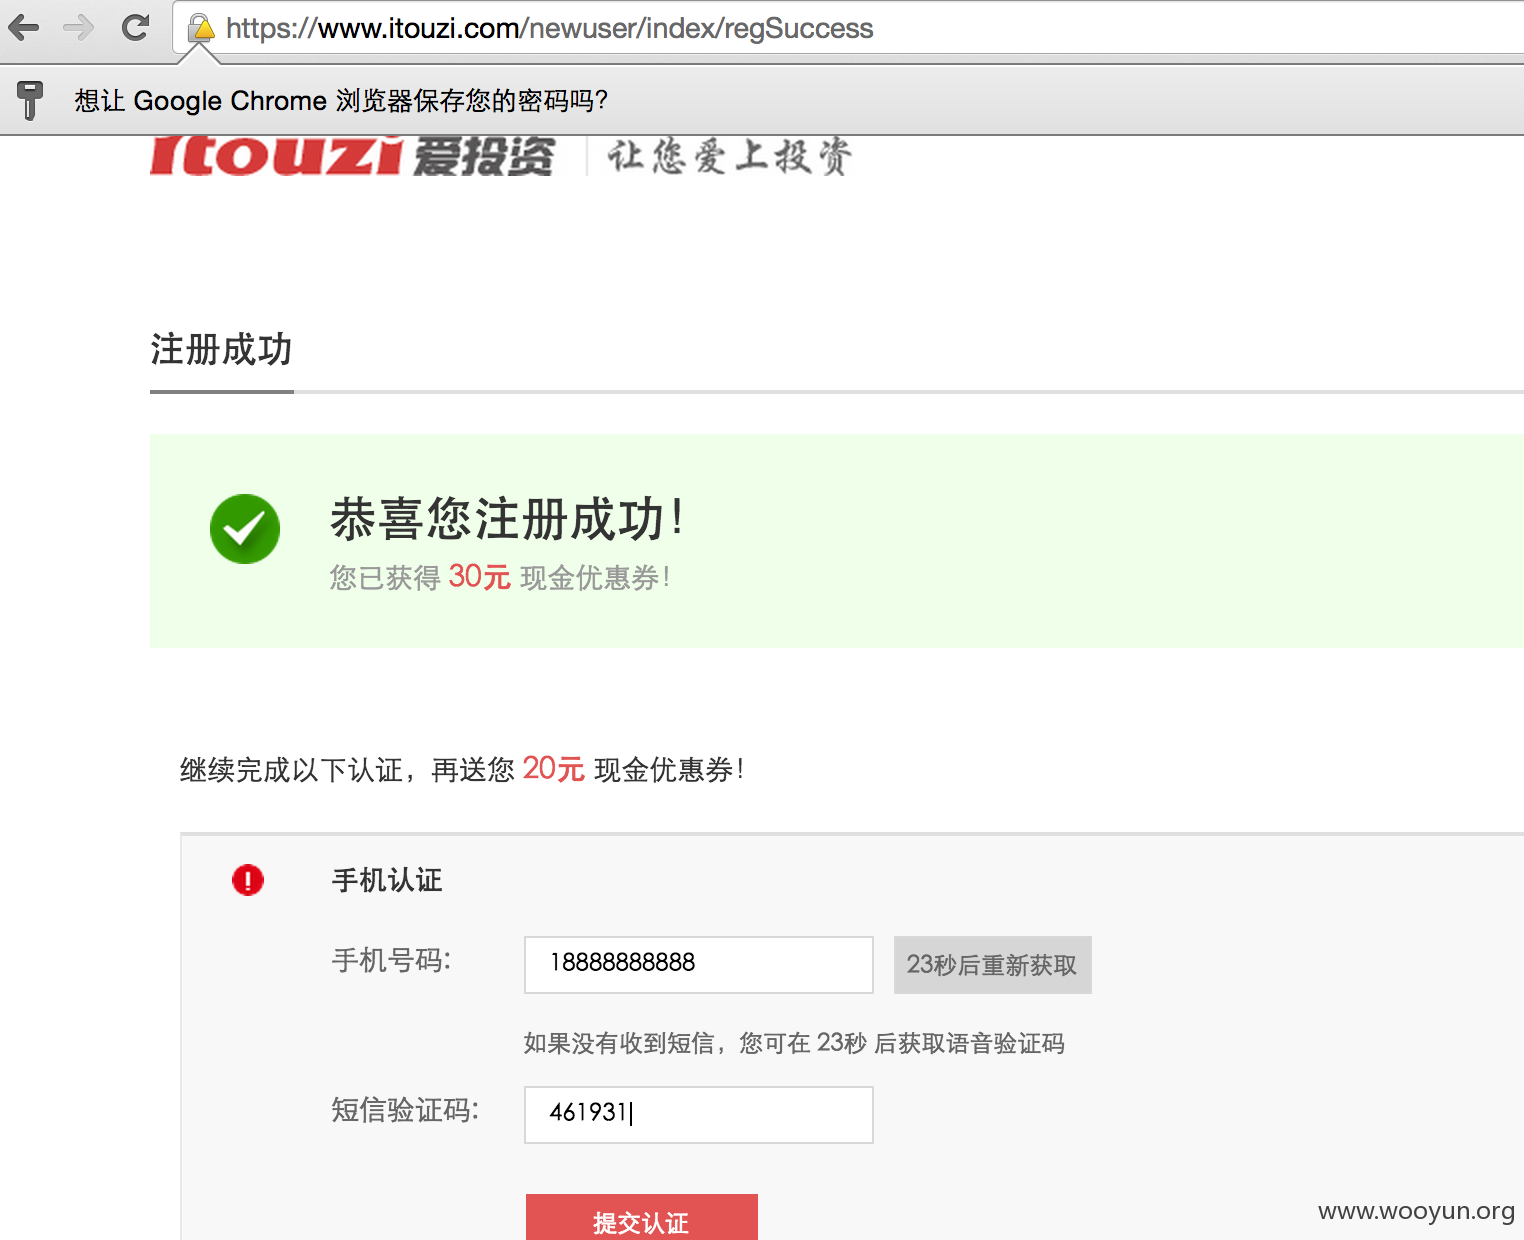 https://www.itouzi.com/newuser/index/regSuccess
想让 Google Chrome 浏览器保存您的密码吗?
itouzi 爱投资 让您爱上投资
注册成功
恭喜您注册成功!
您已获得 30元 现金优惠券!
继续完成以下认证，再送您 20元 现金优惠券!
手机认证
手机号码: 18888888888 23秒后重新获取
如果没有收到短信，您可在 23秒 后获取语音验证码
短信验证码: 461931
提交认证
www.wooyun.org